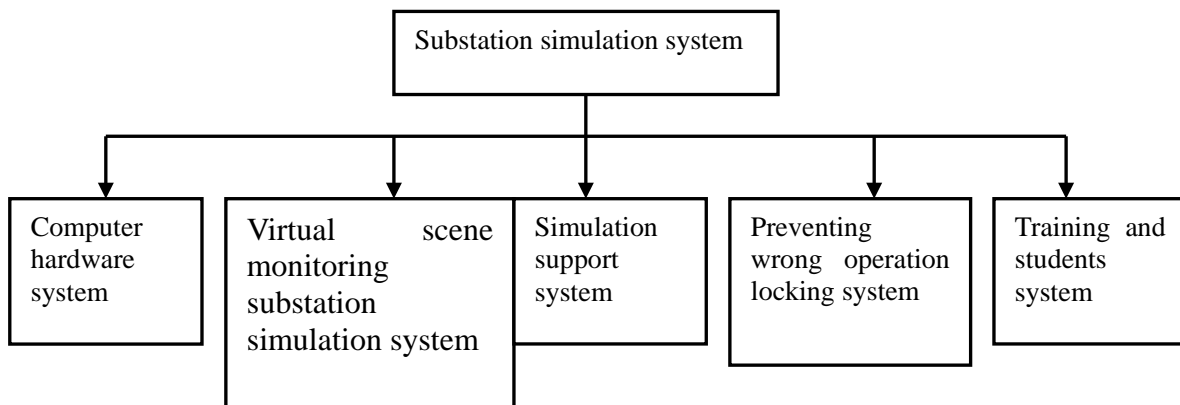 Substation simulation system
Computer
hardware
system
Virtual scene
monitoring
substation
simulation system
Simulation
support
system
Preventing
wrong operation
locking system
Training and
students
system